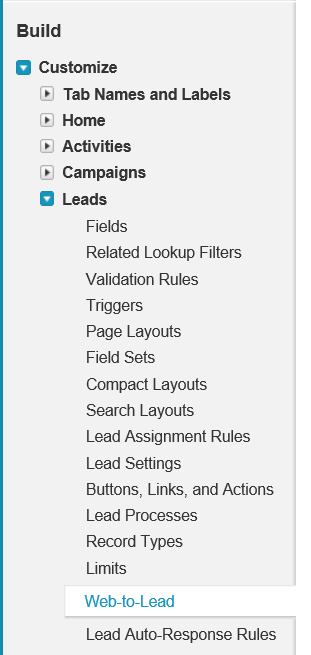 Build
Customize
Tab Names and Labels
Home
Activities
Campaigns
Leads
Fields
Related Lookup Filters
Validation Rules
Triggers
Page Layouts
Field Sets
Compact Layouts
Search Layouts
Lead Assignment Rules
Lead Settings
Buttons, Links, and Actions
Lead Processes
Record Types
Limits
Web-to-Lead
Lead Auto-Response Rules